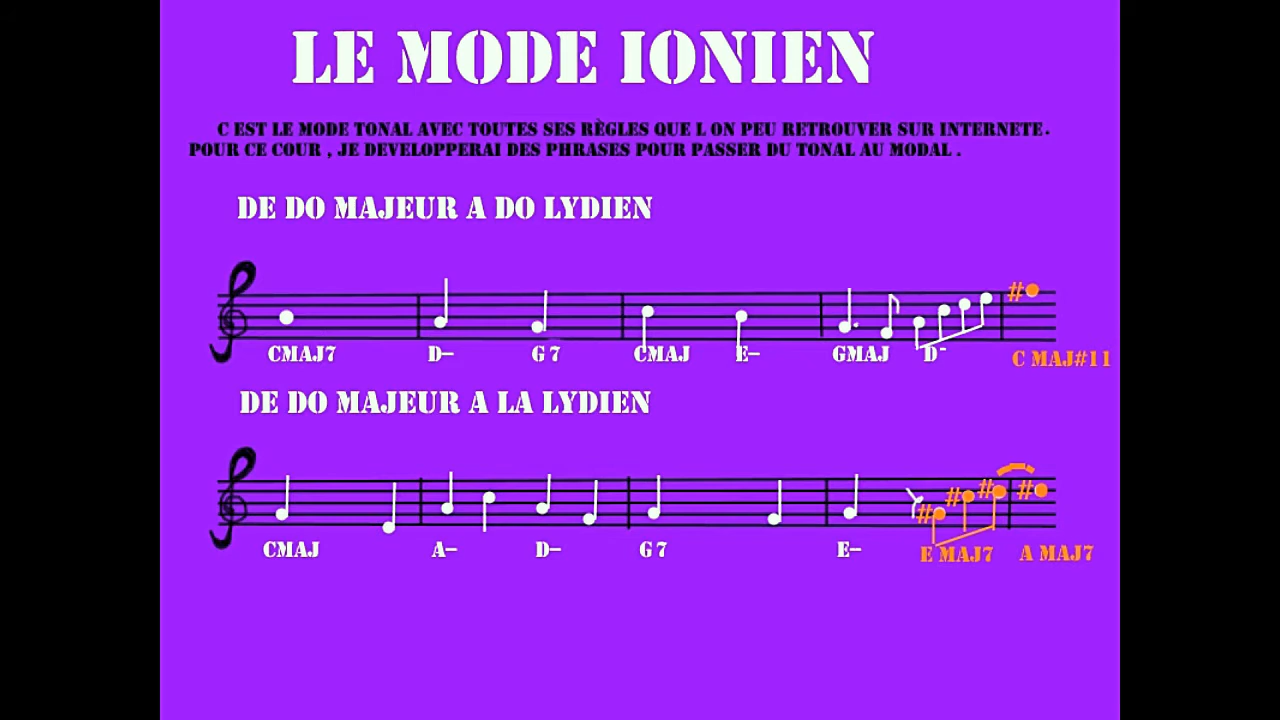 LE MODE IONIEN
C EST LE MODE TONAL AVEC TOUTES SES RÈGLES QUE L ON PEU RETROUVER SUR INTERNETE.
POUR CE COUR , JE DEVELOPPERAI DES PHRASES POUR PASSER DU TONAL AU MODAL .
DE DO MAJEUR A DO LYDIEN
#
CMAJ7 D- G7 CMAJ E- GMAJ D- C MAJ#11
DE DO MAJEUR A LA LYDIEN
# # # #
CMAJ A- D- G7 E- E MAJ7 A MAJ7